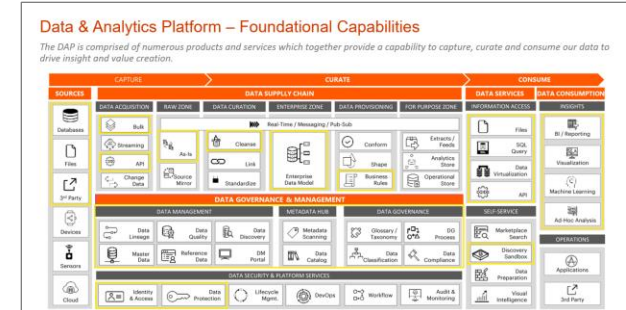 Data & Analytics Platform – Foundational Capabilities
The DAP is comprised of numerous products and services which together provide a capability to capture, curate and consume our data to
drive insight and value creation.
CAPTURE
CURATE
CONSUME
SOURCES
DATA SUPPLLY CHAIN
DATA SERVICES
DATA CONSUMPTION
DATA ACQUISITION
RAW ZONE
DATA CURATION
ENTERPRISE ZONE
DATA PROVISIONING
FOR PURPOSE ZONE
INFORMATION ACCESS
INSIGHTS
Databases
Files
3rd Party
Devices
Sensors
Cloud
Real-Time / Messaging / Pub-Sub
Bulk
Streaming
API
Change
Data
As-Is
Source
Mirror
Cleanse
Link
Standardize
Enterprise
Data Model
Conform
Shape
Business
Rules
Extracts /
Feeds
Analytics
Store
Operational
Store
Files
SQL
Query
Data
Virtualization
API
BI / Reporting
Visualization
Machine Learning
Ad Hoc Analysis
DATA GOVERNANCE & MANAGEMENT
DATA MANAGEMENT
METADATA HUB
DATA GOVERNANCE
Data
Lineage
Data
Quality
Data
Discovery
Metadata
Scanning
Glossary /
Taxonomy
DG
Process
Master
Data
Reference
Data
DM
Portal
Data
Catalog
Data
Classification
Compliance
SELF-SERVICE
Marketplace
Search
Discovery
Sandbox
Data
Preparation
Visual
Intelligence
OPERATIONS
Applications
3rd Party
DATA SECURITY & PLATFORM SERVICES
Identity
& Access
Data
Protection
Lifecycle
Mgmt.
DevOps
Workflow
Audit &
Monitoring